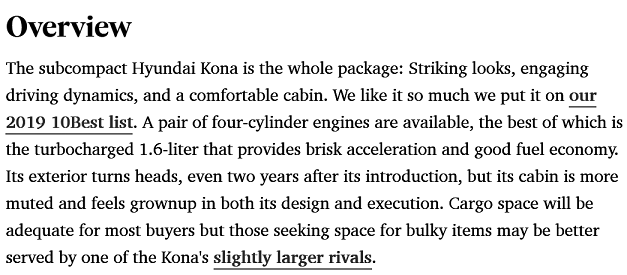 Overview
The subcompact Hyundai Kona is the whole package: Striking looks, engaging
driving dynamics, and a comfortable cabin. We like it so much we put it on our
2019 10Best list. A pair of four-cylinder engines are available, the best of which is
the turbocharged 1.6-liter that provides brisk acceleration and good fuel economy.
Its exterior turns heads, even two years after its introduction, but its cabin is more
muted and feels grownup in both its design and execution. Cargo space will be
adequate for most buyers but those seeking space for bulky items may be better
served by one of the Kona's slightly larger rivals.